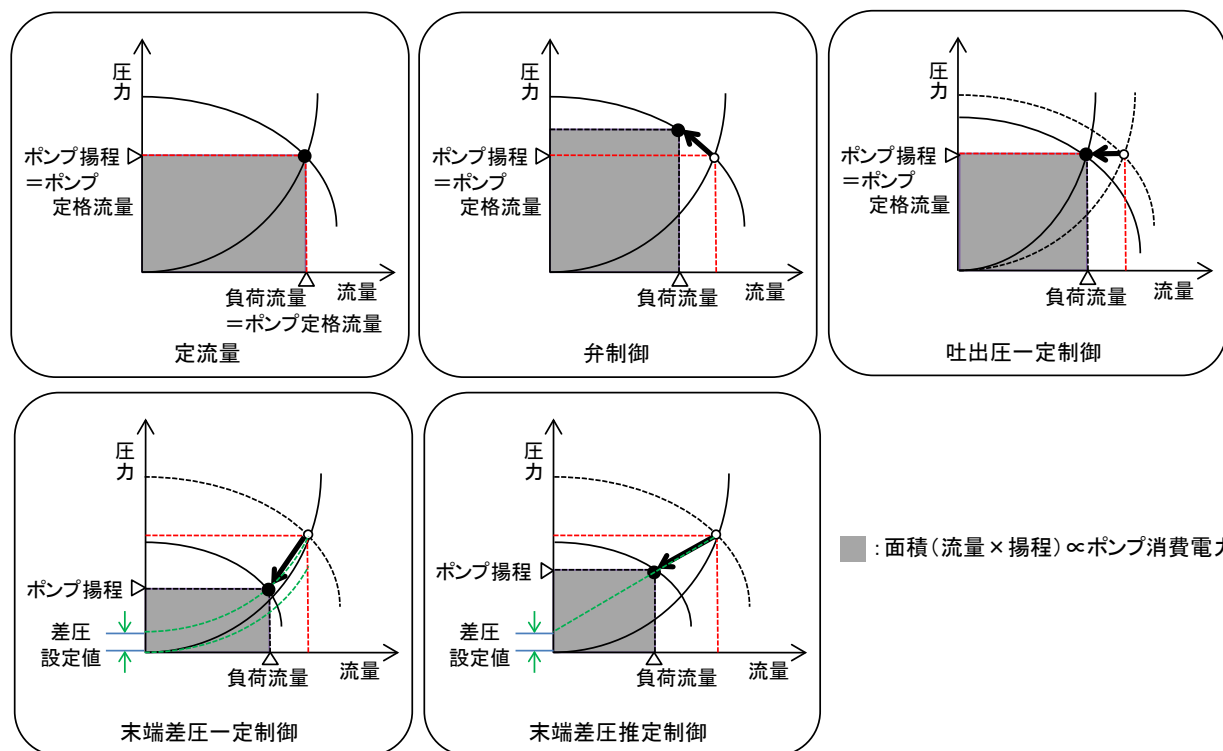 圧
力
ポンプ揚程
=ポンプ
定格流量
負荷流量
=ポンプ定格流量
流量
定流量
圧
力
ポンプ揚程
=ポンプ
定格流量
負荷流量
流量
弁制御
圧
力
ポンプ揚程
=ポンプ
定格流量
負荷流量
流量
吐出圧一定制御
圧
力
ポンプ揚程
差圧
設定値
負荷流量
流量
末端差圧一定制御
圧
力
ポンプ揚程
差圧
設定値
負荷流量
流量
末端差圧推定制御
:面積(流量×揚程)∝ポンプ消費電力